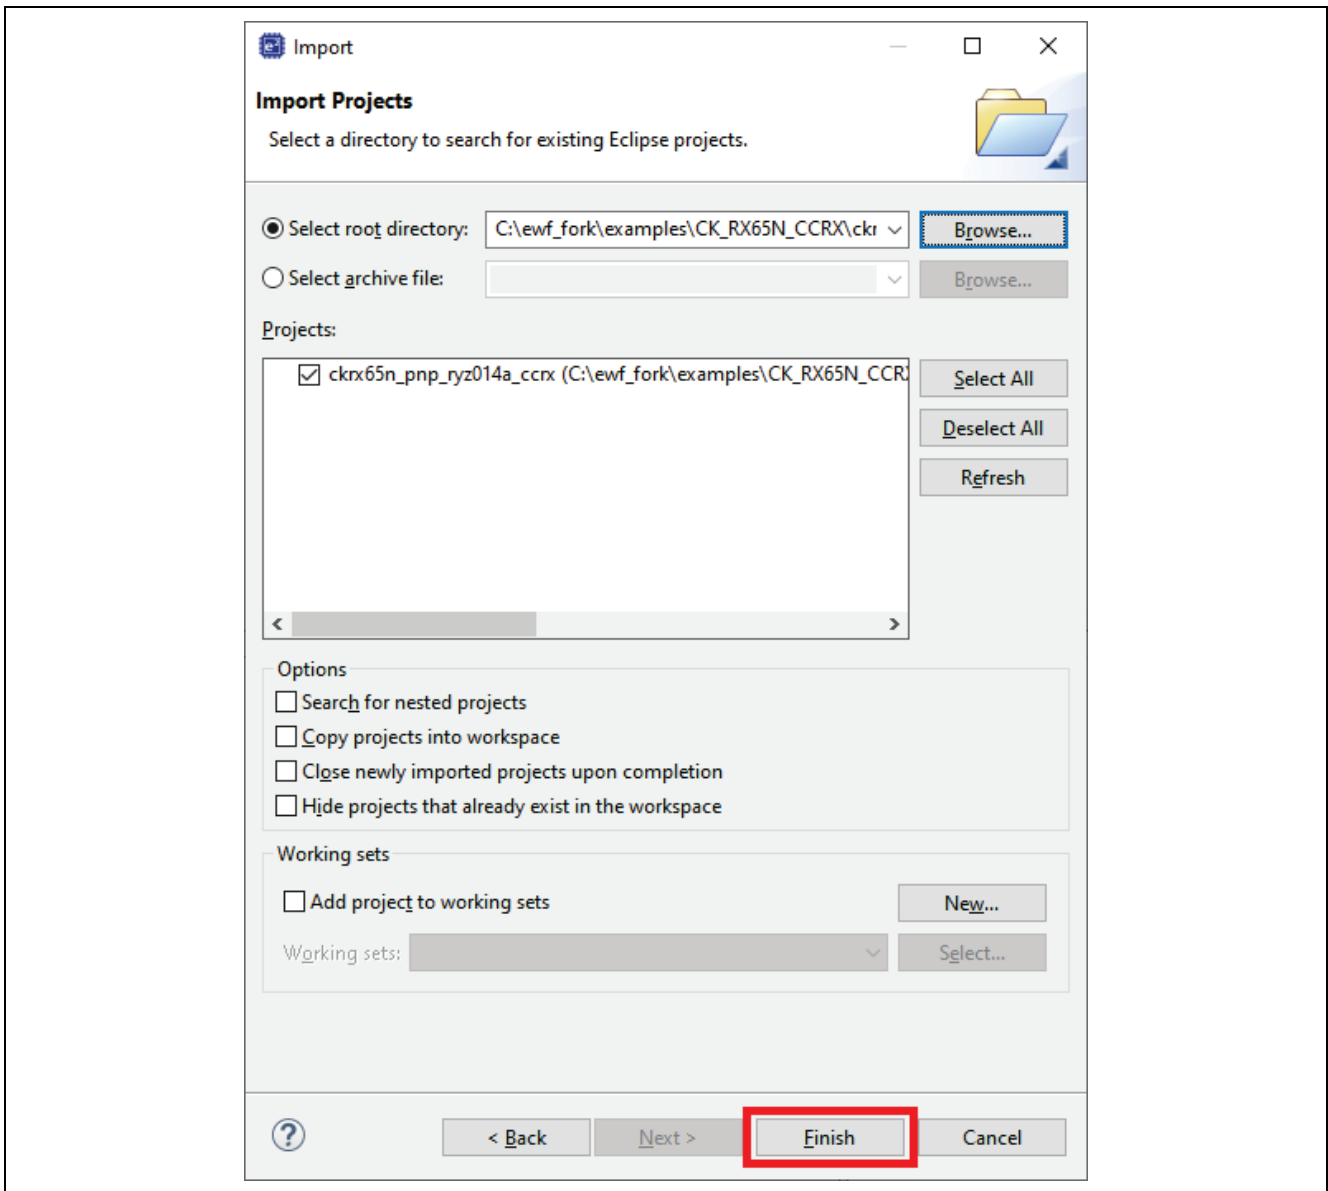 Import
Import Projects
Select a directory to search for existing Eclipse projects.
Select root directory: C:\ewf_fork\examples\CK_RX65N_CCRX\ckr Browse...
Select archive file: Browse...
Projects:
ckrx65n_pnp_ryz014a_ccrx (C:\ewf_fork\examples\CK_RX65N_CCRX
Select All
Deselect All
Refresh
Options
Search for nested projects
Copy projects into workspace
Close newly imported projects upon completion
Hide projects that already exist in the workspace
Working sets
Add project to working sets New...
Working sets: Select...
? < Back Next > Finish Cancel